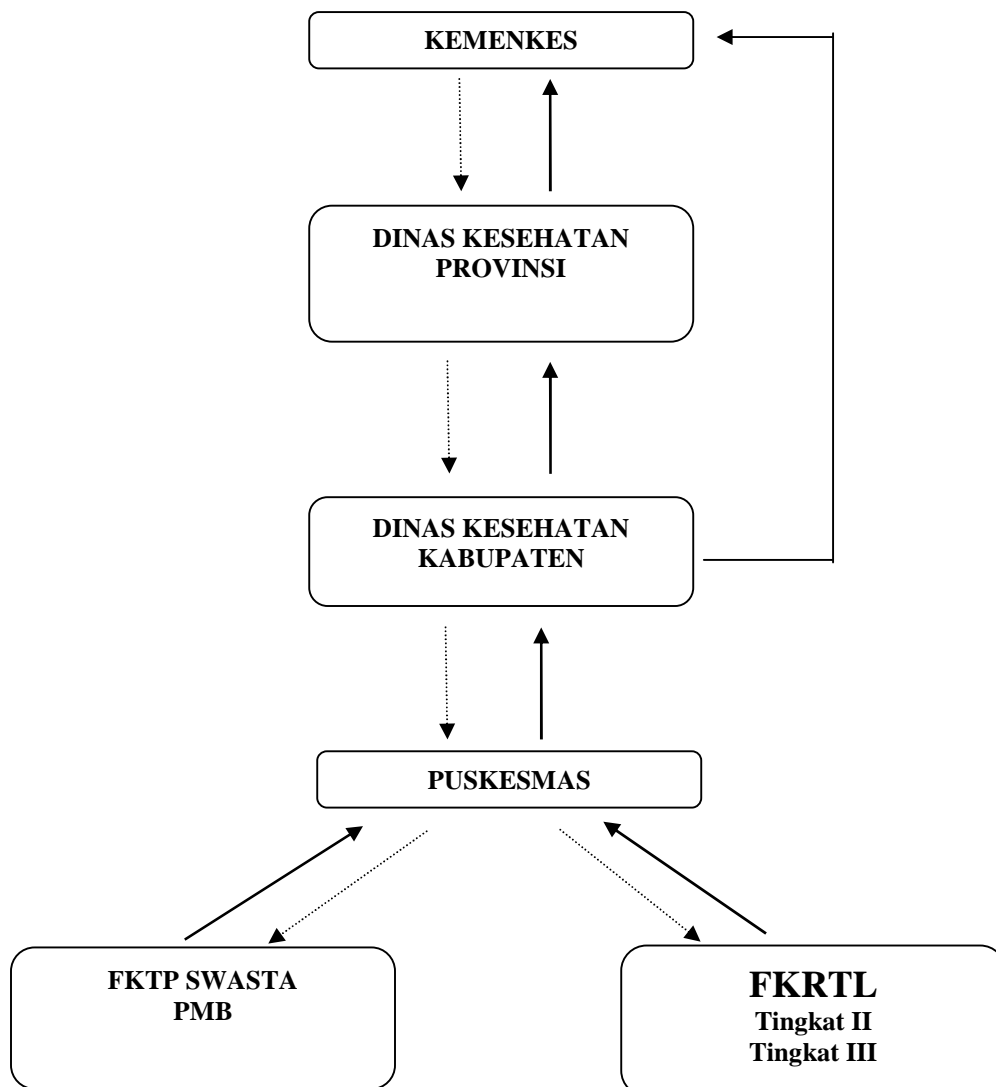 KEMENKES
DINAS KESEHATAN
PROVINSI
DINAS KESEHATAN
KABUPATEN
PUSKESMAS
FKTP SWASTA
PMB
FKRTL
Tingkat II
Tingkat III